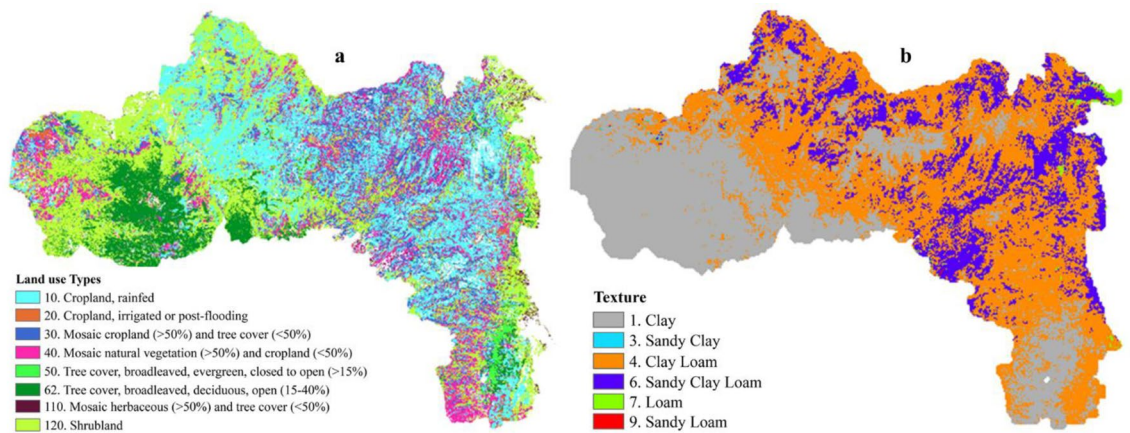 a
Land use Types
10. Cropland, rainfed
20. Cropland, irrigated or post-flooding
30. Mosaic cropland (>50%) and tree cover (<50%)
40. Mosaic natural vegetation (>50%) and cropland (<50%)
50. Tree cover, broadleaved, evergreen, closed to open (>15%)
62. Tree cover, broadleaved, deciduous, open (15-40%)
110. Mosaic herbaceous (>50%) and tree cover (<50%)
120. Shrubland
b
Texture
1. Clay
3. Sandy Clay
4. Clay Loam
6. Sandy Clay Loam
7. Loam
9. Sandy Loam